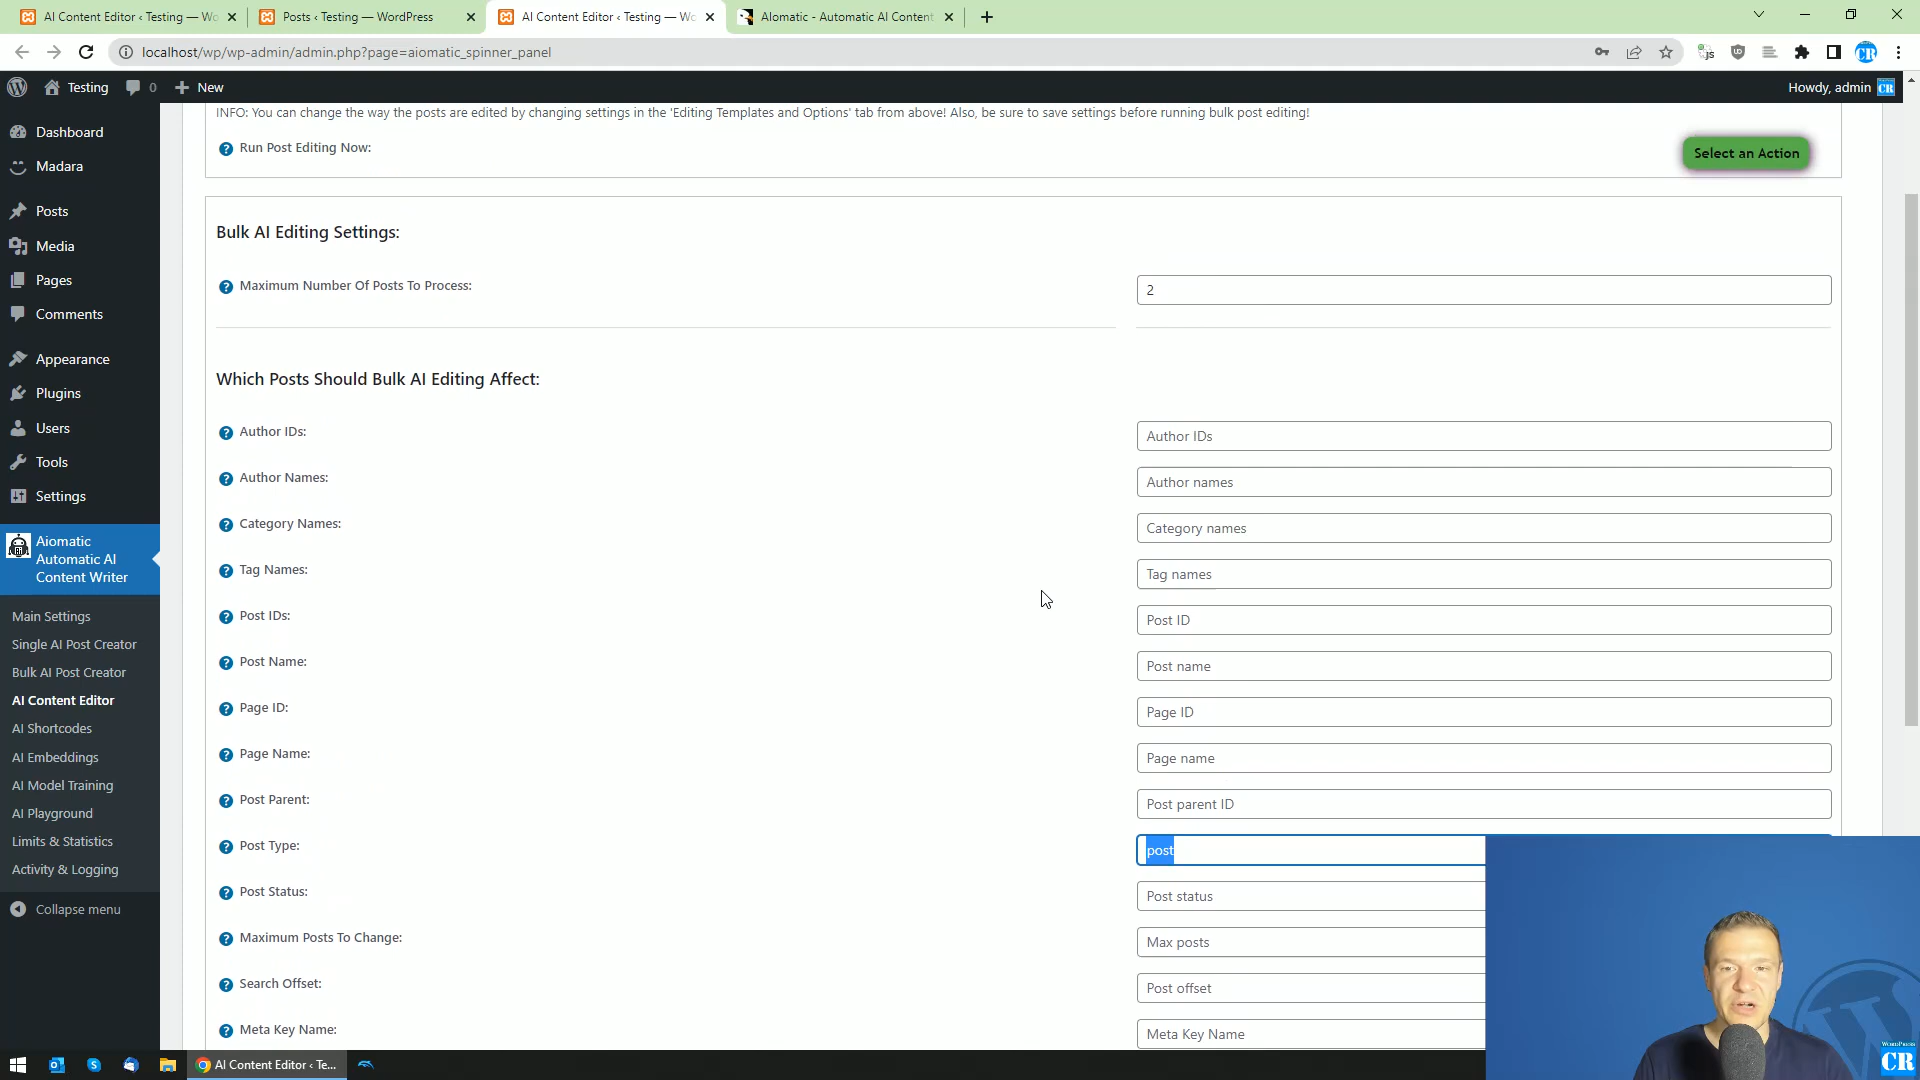 AI Content Editor ‹ Testing — Wo
Posts ‹ Testing — WordPress
AI Content Editor ‹ Testing — Wo
AIomatic - Automatic AI Content
localhost/wp/wp-admin/admin.php?page=aiomatic_spinner_panel
Testing
0
New
Howdy, admin
CR
Dashboard
Madara
Posts
Media
Pages
Comments
Appearance
Plugins
Users
Tools
Settings
Aiomatic
Automatic AI
Content Writer
Main Settings
Single AI Post Creator
Bulk AI Post Creator
AI Content Editor
AI Shortcodes
AI Embeddings
AI Model Training
AI Playground
Limits & Statistics
Activity & Logging
Collapse menu
INFO: You can change the way the posts are edited by changing settings in the 'Editing Templates and Options' tab from above! Also, be sure to save settings before running bulk post editing!
Run Post Editing Now:
Select an Action
Bulk AI Editing Settings:
Maximum Number Of Posts To Process:
2
Which Posts Should Bulk AI Editing Affect:
Author IDs:
Author IDs
Author Names:
Author names
Category Names:
Category names
Tag Names:
Tag names
Post IDs:
Post ID
Post Name:
Post name
Page ID:
Page ID
Page Name:
Page name
Post Parent:
Post parent ID
Post Type:
post
Post Status:
Post status
Maximum Posts To Change:
Max posts
Search Offset:
Post offset
Meta Key Name:
Meta Key Name
AI Content Editor ‹ Te...
WORDPRESS
CR